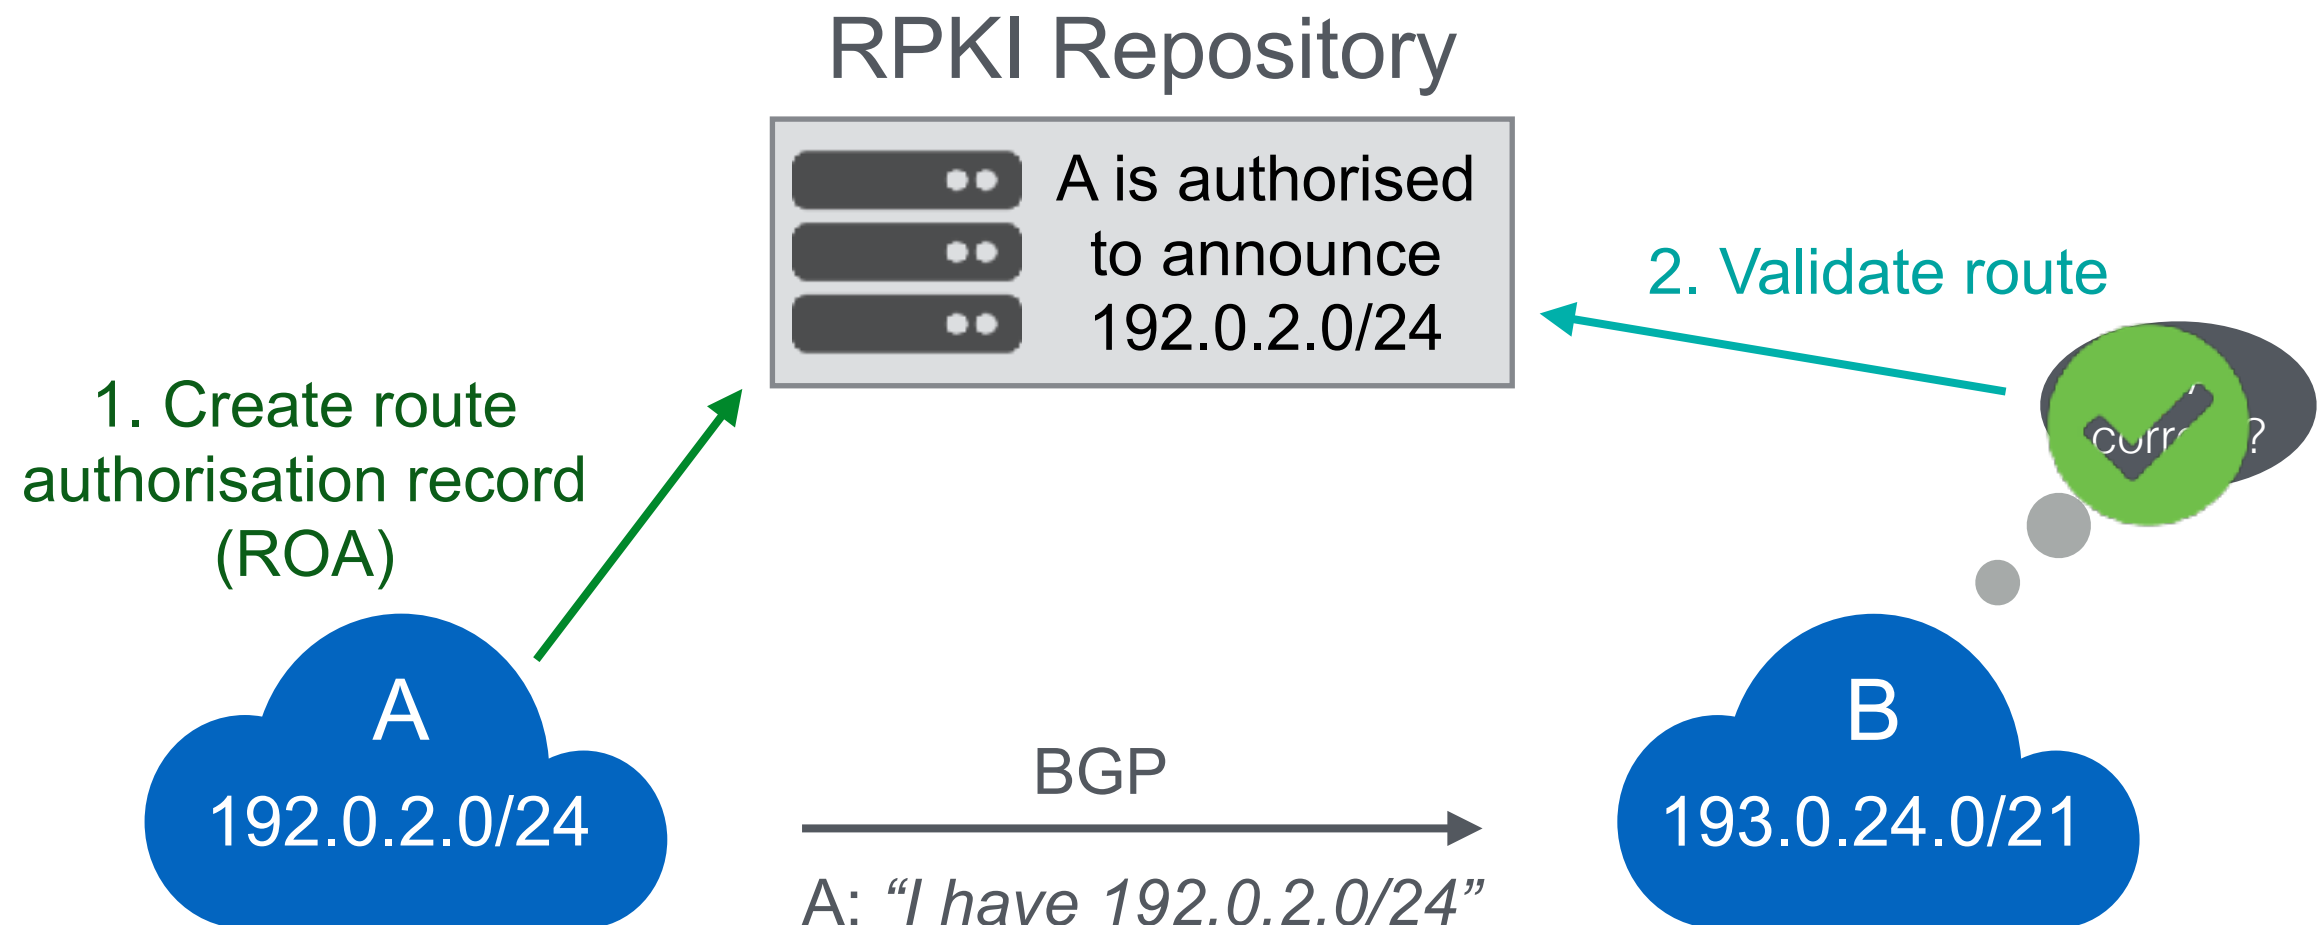 RPKI Repository
A is authorised
to announce
192.0.2.0/24
2. Validate route
1. Create route
authorisation record
(ROA)
?
A
192.0.2.0/24
BGP
A: “I have 192.0.2.0/24”
B
193.0.24.0/21